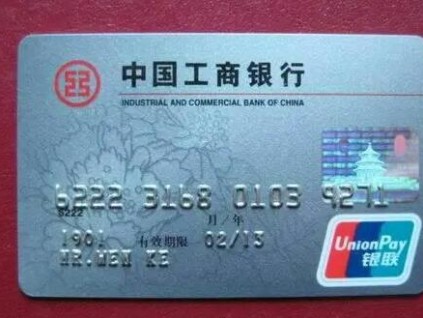 中国工商银行
INDUSTRIAL AND COMMERCIAL BANK OF CHINA
6222 3168 0103 9271
6222
月／年
1901 有效期限 02/13
MR.WEN KE
UnionPay
银联